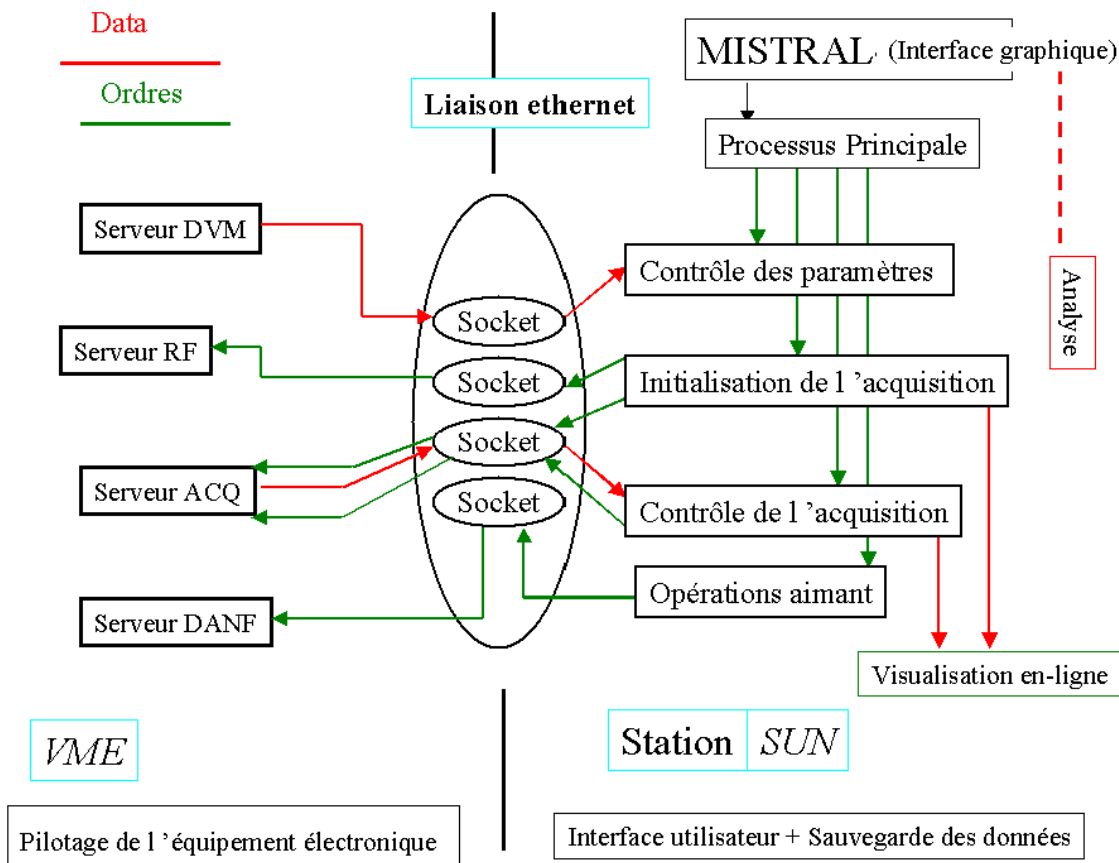 Data
Ordres
Liaison ethernet
MISTRAL (Interface graphique)
Processus Principale
Serveur DVM
Serveur RF
Serveur ACQ
Serveur DANF
Socket
Socket
Socket
Socket
Contrôle des paramètres
Initialisation de l ’acquisition
Contrôle de l ’acquisition
Opérations aimant
Analyse
Visualisation en-ligne
VME
Station SUN
Pilotage de l ’équipement électronique
Interface utilisateur + Sauvegarde des données